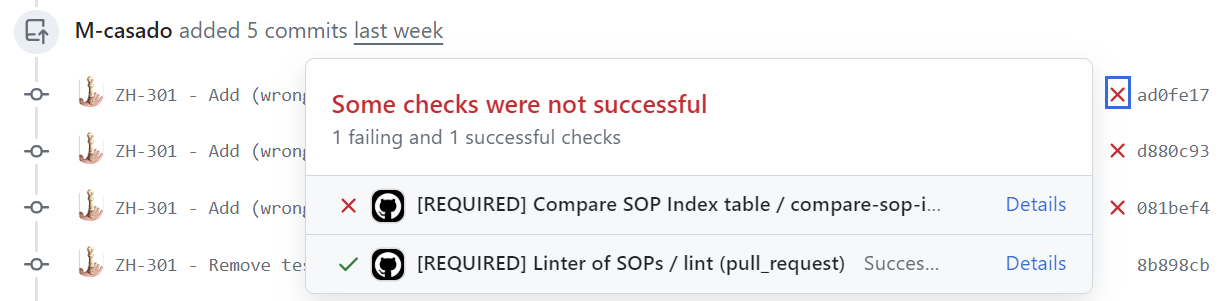 M-casado added 5 commits last week
ZH-301 - Add (wrong
ad0fe17
Some checks were not successful
1 failing and 1 successful checks
ZH-301 - Add (wrong
d880c93
ZH-301 - Add (wrong
[REQUIRED] Compare SOP Index table / compare-sop-i... Details
081bef4
ZH-301 - Remove tes
[REQUIRED] Linter of SOPs / lint (pull_request) Succes... Details
8b898cb